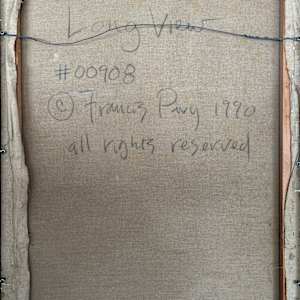 Long View
#00908
© Francis Pavy 1990
all rights reserved